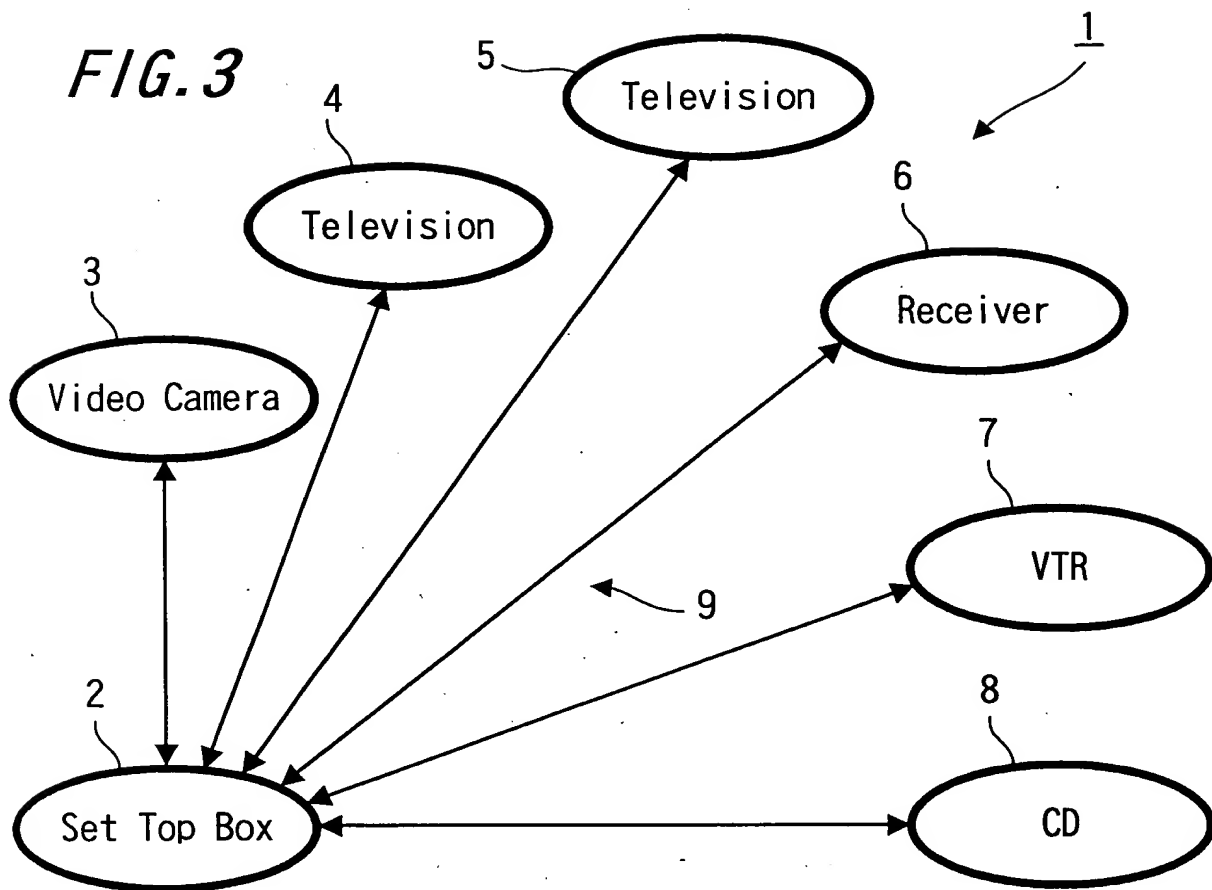 FIG.3
1
5
Television
4
Television
6
Receiver
3
Video Camera
7
VTR
9
2
Set Top Box
8
CD